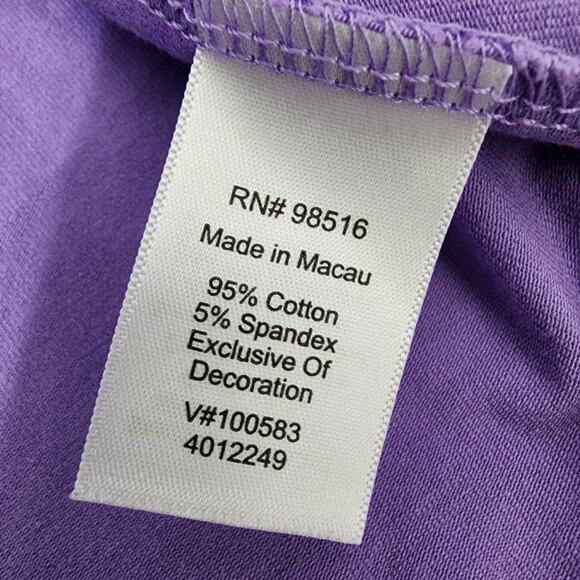 RN# 98516
Made in Macau
95% Cotton
5% Spandex
Exclusive Of
Decoration
V#100583
4012249